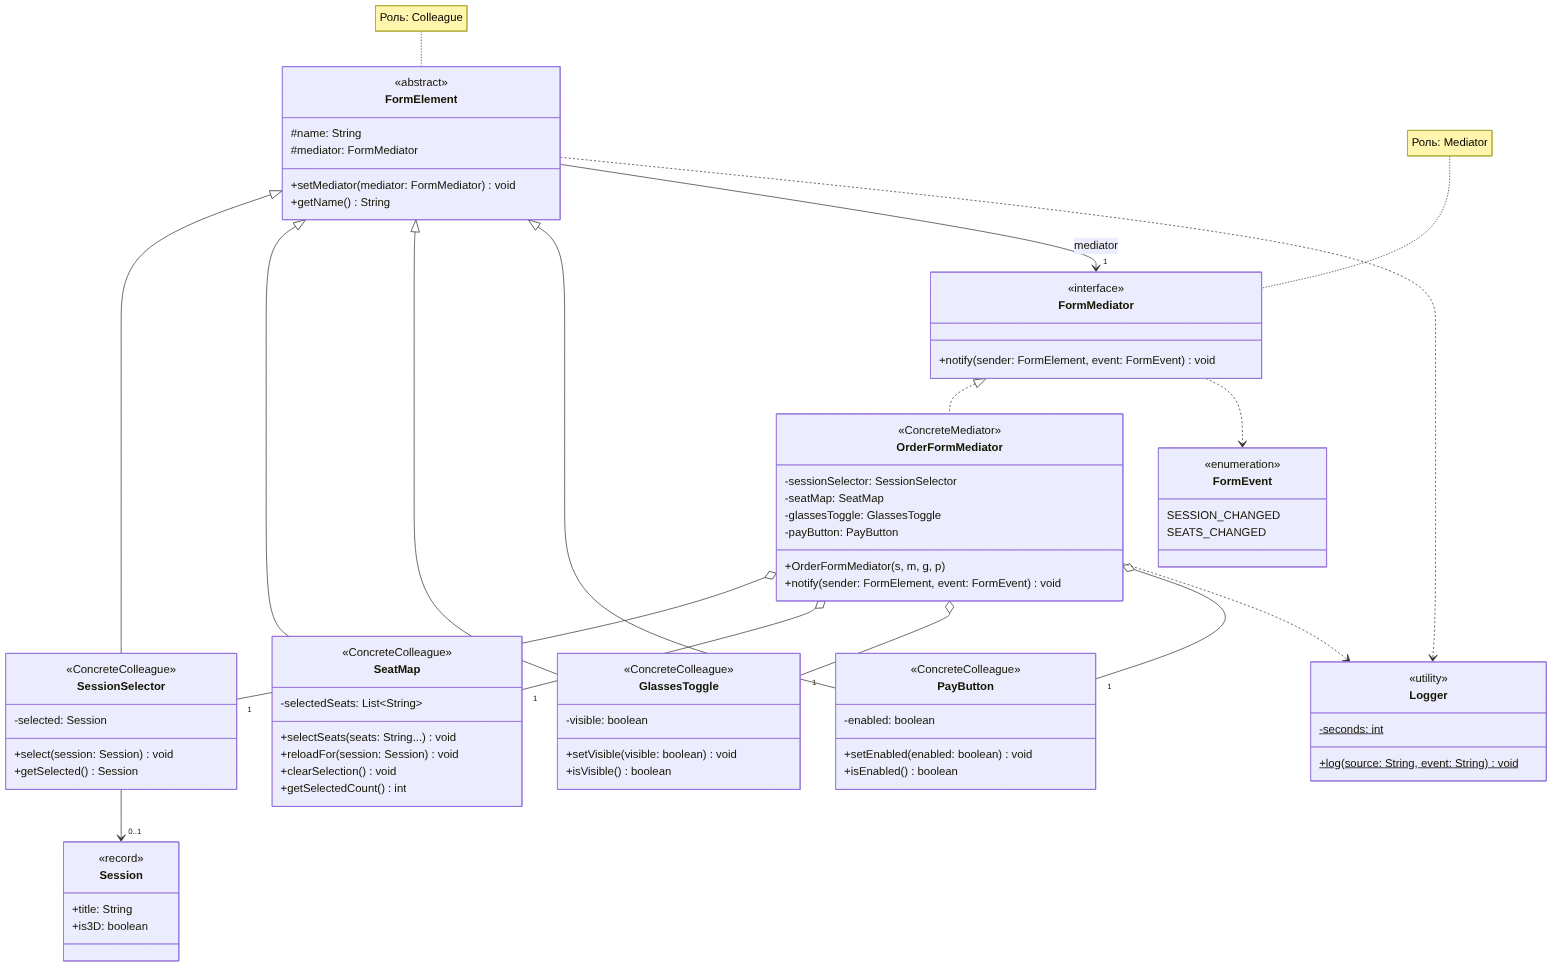 Роль: Colleague
«abstract»
FormElement
#name: String
#mediator: FormMediator
+setMediator(mediator: FormMediator) : void
+getName() : String
Роль: Mediator
mediator
1
«interface»
FormMediator
+notify(sender: FormElement, event: FormEvent) : void
«ConcreteMediator»
OrderFormMediator
-sessionSelector: SessionSelector
-seatMap: SeatMap
-glassesToggle: GlassesToggle
-payButton: PayButton
+OrderFormMediator(s, m, g, p)
+notify(sender: FormElement, event: FormEvent) : void
«enumeration»
FormEvent
SESSION_CHANGED
SEATS_CHANGED
«ConcreteColleague»
SessionSelector
-selected: Session
+select(session: Session) : void
+getSelected() : Session
1
«ConcreteColleague»
SeatMap
-selectedSeats: List<String>
+selectSeats(seats: String...) : void
+reloadFor(session: Session) : void
+clearSelection() : void
+getSelectedCount() : int
1
«ConcreteColleague»
GlassesToggle
-visible: boolean
+setVisible(visible: boolean) : void
+isVisible() : boolean
1
«ConcreteColleague»
PayButton
-enabled: boolean
+setEnabled(enabled: boolean) : void
+isEnabled() : boolean
1
«utility»
Logger
-seconds: int
+log(source: String, event: String) : void
0..1
«record»
Session
+title: String
+is3D: boolean